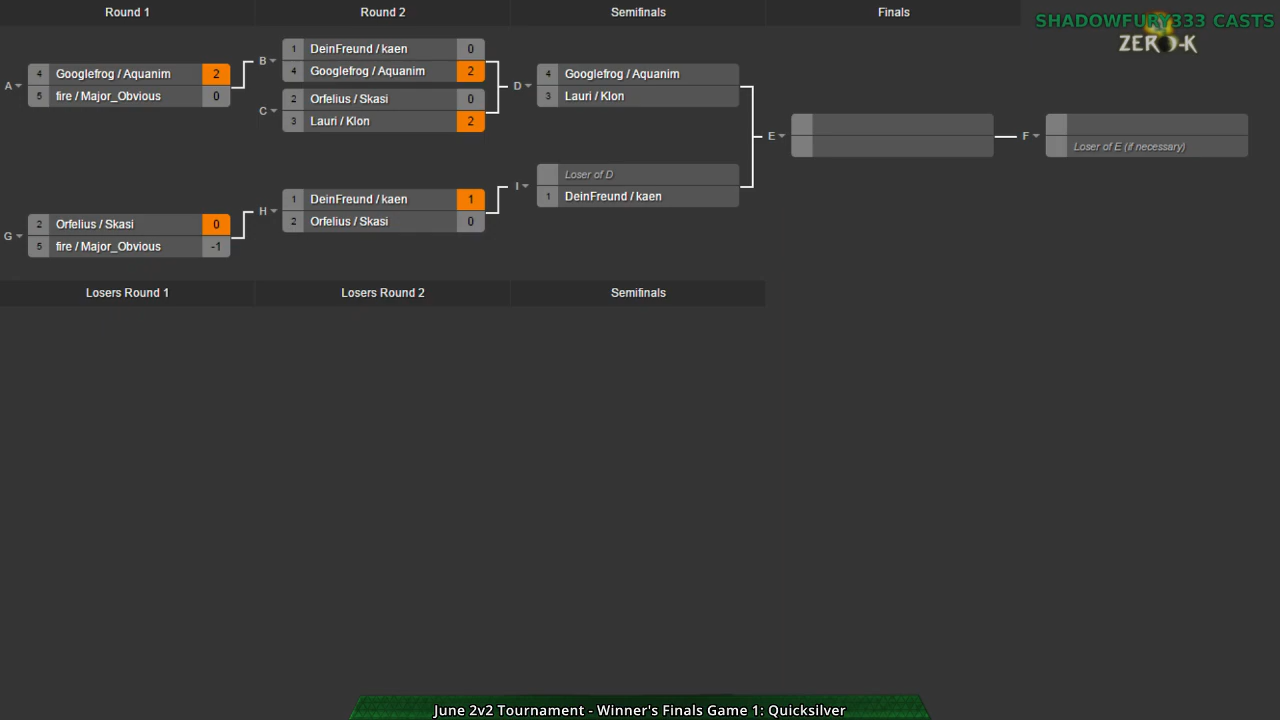 Round 1
Round 2
Semifinals
Finals
SHADOWFURY333 CASTS
ZERO-K
A
4 Googlefrog / Aquanim 2
5 fire / Major_Obvious 0
B
1 DeinFreund / kaen 0
4 Googlefrog / Aquanim 2
C
2 Orfelius / Skasi 0
3 Lauri / Klon 2
D
4 Googlefrog / Aquanim
3 Lauri / Klon
E
F
Loser of E (if necessary)
G
2 Orfelius / Skasi 0
5 fire / Major_Obvious -1
H
1 DeinFreund / kaen 1
2 Orfelius / Skasi 0
I
Loser of D
1 DeinFreund / kaen
Losers Round 1
Losers Round 2
Semifinals
June 2v2 Tournament - Winner's Finals Game 1: Quicksilver